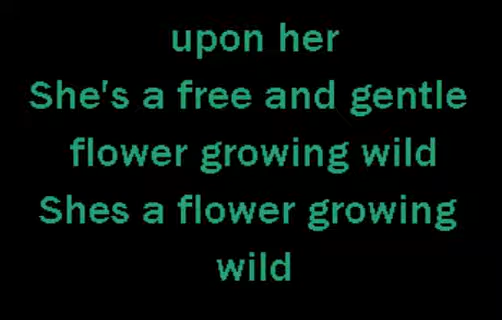 upon her
She's a free and gentle
flower growing wild
Shes a flower growing
wild